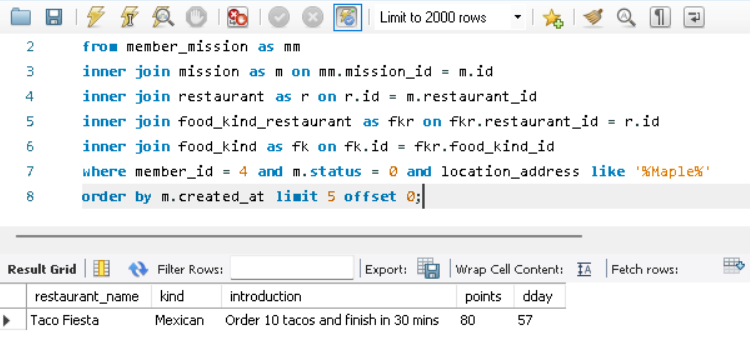 Limit to 2000 rows
2 from member_mission as mm
3 inner join mission as m on mm.mission_id = m.id
4 inner join restaurant as r on r.id = m.restaurant_id
5 inner join food_kind_restaurant as fkr on fkr.restaurant_id = r.id
6 inner join food_kind as fk on fk.id = fkr.food_kind_id
7 where member_id = 4 and m.status = 0 and location_address like '%Maple%'
8 order by m.created_at limit 5 offset 0;
Result Grid Filter Rows: Export: Wrap Cell Content: Fetch rows:
restaurant_name kind introduction points dday
Taco Fiesta Mexican Order 10 tacos and finish in 30 mins 80 57